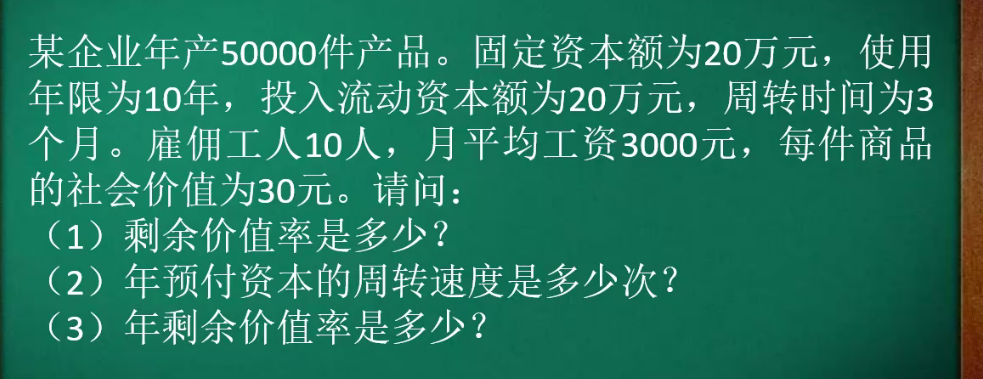 某企业年产50000件产品。固定资本额为20万元，使用
年限为10年，投入流动资本额为20万元，周转时间为3
个月。雇佣工人10人，月平均工资3000元，每件商品
的社会价值为30元。请问：
（1）剩余价值率是多少？
（2）年预付资本的周转速度是多少次？
（3）年剩余价值率是多少？